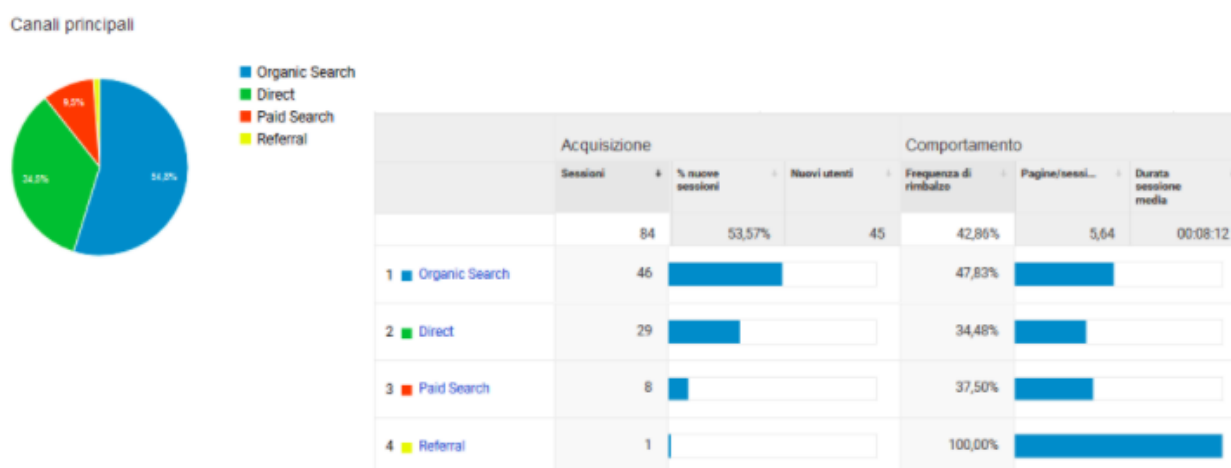 Canali principali
Organic Search
Direct
Paid Search
Referral
9,5%
34,5%
54,8%
Acquisizione Comportamento
Sessioni % nuove sessioni Nuovi utenti Frequenza di rimbalzo Pagine/sessi... Durata sessione media
84 53,57% 45 42,86% 5,64 00:08:12
1 Organic Search 46 47,83%
2 Direct 29 34,48%
3 Paid Search 8 37,50%
4 Referral 1 100,00%